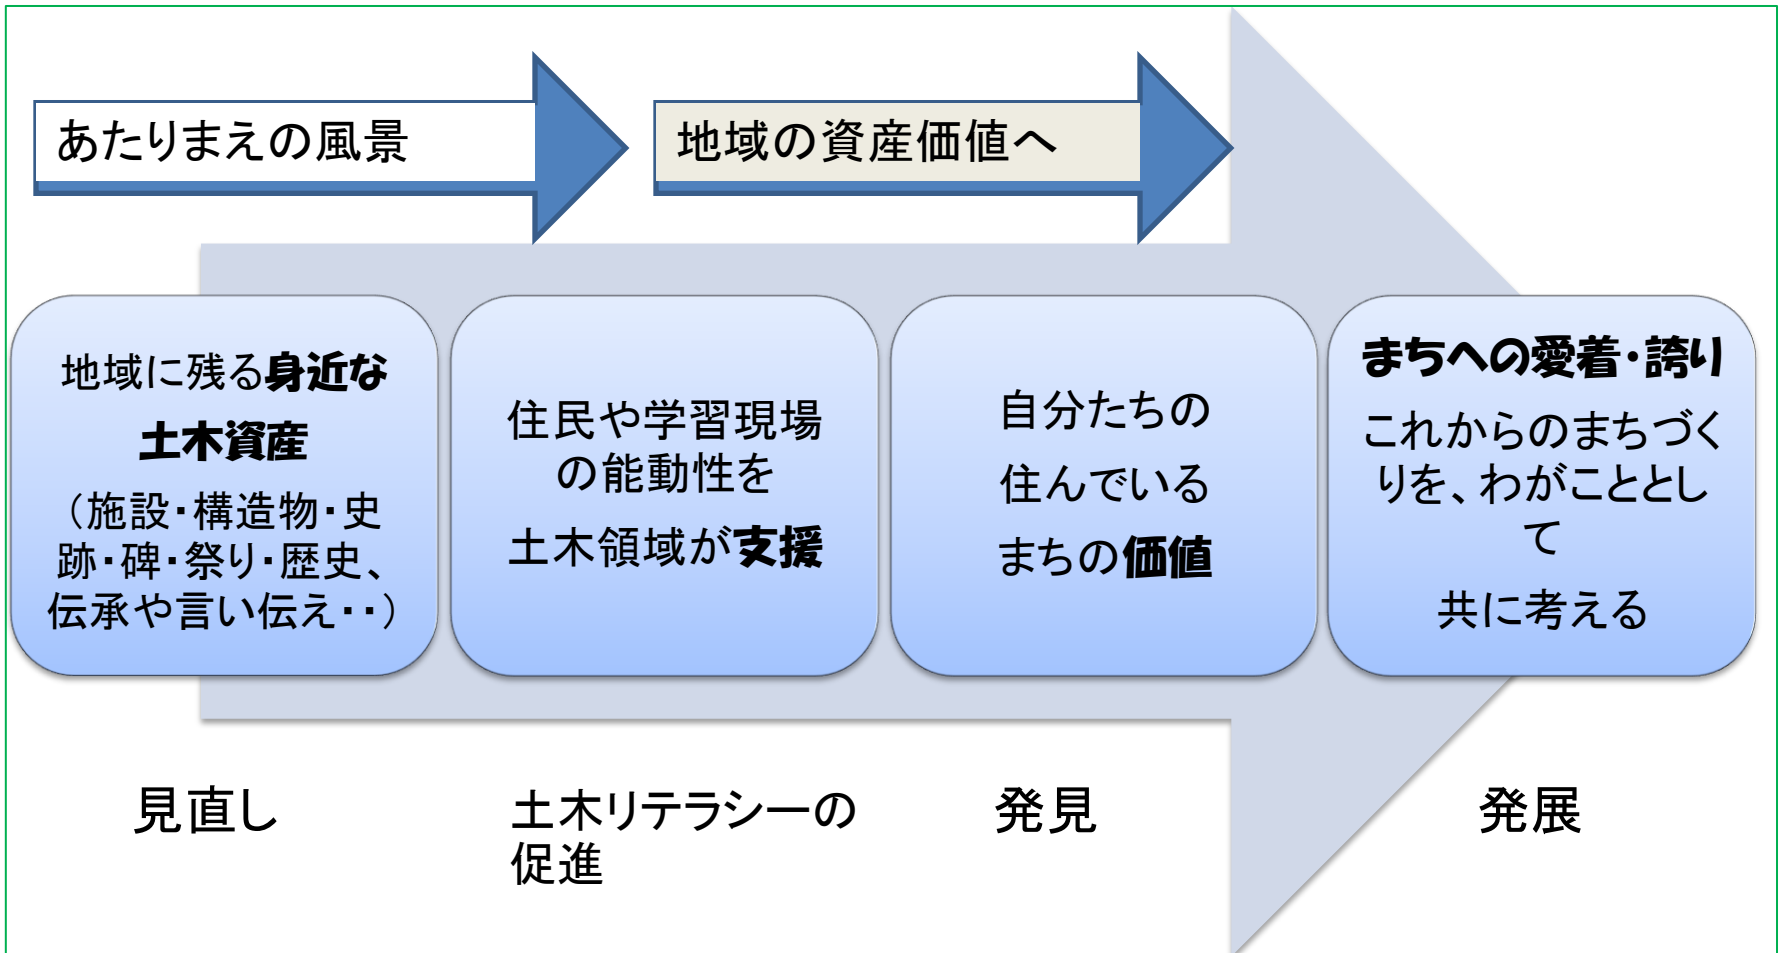 あたりまえの風景
地域の資産価値へ
地域に残る身近な
土木資産
（施設・構造物・史
跡・碑・祭り・歴史、
伝承や言い伝え・・）
住民や学習現場
の能動性を
土木領域が支援
自分たちの
住んでいる
まちの価値
まちへの愛着・誇り
これからのまちづく
りを、わがこととし
て
共に考える
見直し
土木リテラシーの
促進
発見
発展